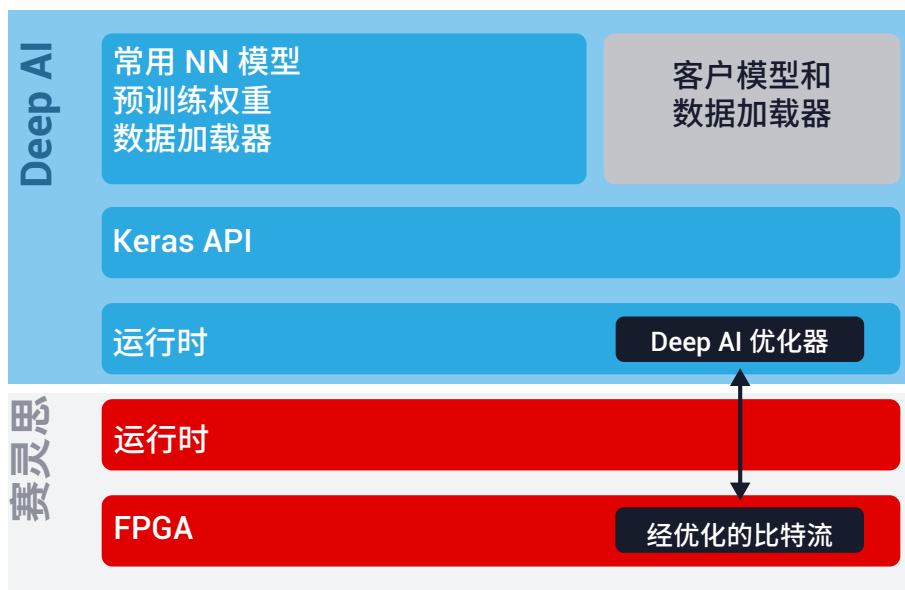 Deep AI
常用 NN 模型
预训练权重
数据加载器
客户模型和
数据加载器
Keras API
运行时
Deep AI 优化器
赛灵思
运行时
FPGA
经优化的比特流